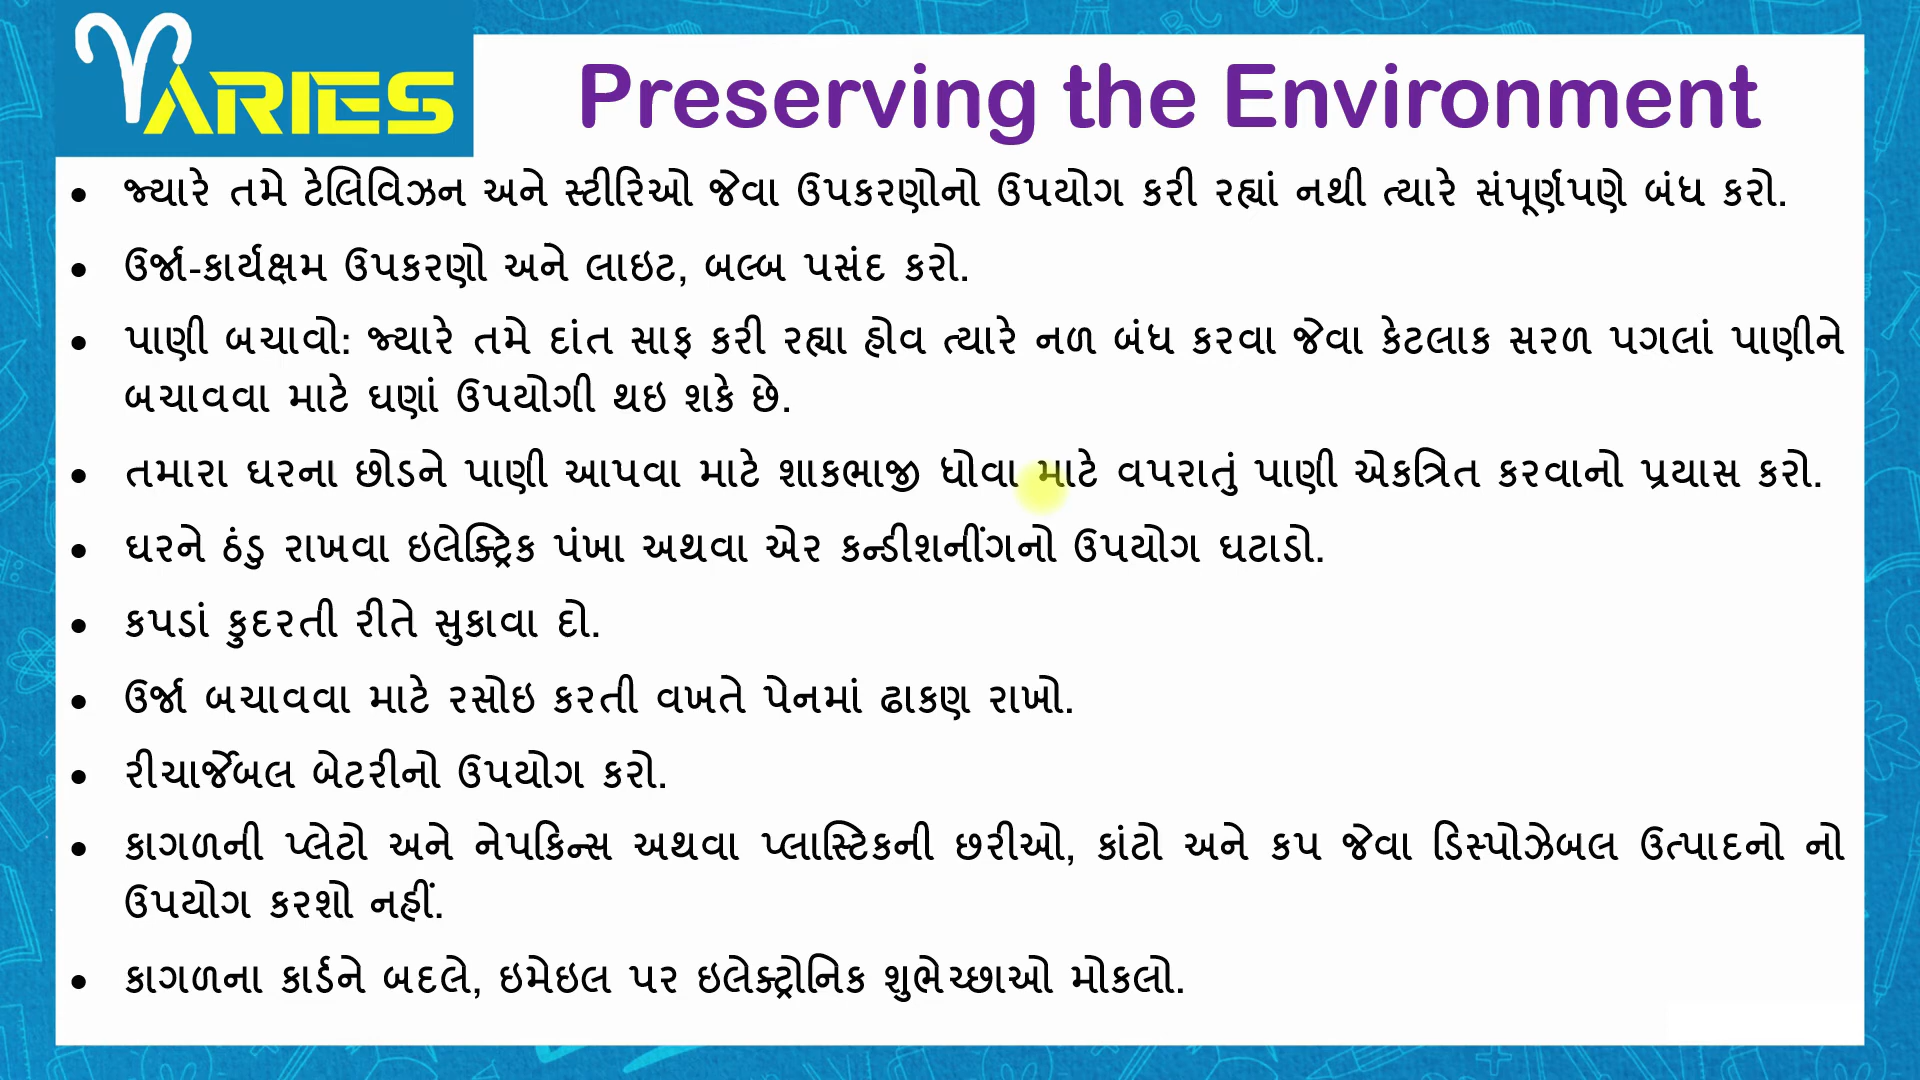 ARIES
Preserving the Environment
• જ્યારે તમે ટેલિવિઝન અને સ્ટીરિઓ જેવા ઉપકરણોનો ઉપયોગ કરી રહ્યાં નથી ત્યારે સંપૂર્ણપણે બંધ કરો.
• ઉર્જા-કાર્યક્ષમ ઉપકરણો અને લાઇટ, બલ્બ પસંદ કરો.
• પાણી બચાવો: જ્યારે તમે દાંત સાફ કરી રહ્યા હોવ ત્યારે નળ બંધ કરવા જેવા કેટલાક સરળ પગલાં પાણીને
બચાવવા માટે ઘણાં ઉપયોગી થઇ શકે છે.
• તમારા ઘરના છોડને પાણી આપવા માટે શાકભાજી ધોવા માટે વપરાતું પાણી એકત્રિત કરવાનો પ્રયાસ કરો.
• ઘરને ઠંડુ રાખવા ઇલેક્ટ્રિક પંખા અથવા એર કન્ડીશનીંગનો ઉપયોગ ઘટાડો.
• કપડાં કુદરતી રીતે સુકાવા દો.
• ઉર્જા બચાવવા માટે રસોઇ કરતી વખતે પેનમાં ઢાકણ રાખો.
• રીચાર્જેબલ બેટરીનો ઉપયોગ કરો.
• કાગળની પ્લેટો અને નેપકિન્સ અથવા પ્લાસ્ટિકની છરીઓ, કાંટો અને કપ જેવા ડિસ્પોઝેબલ ઉત્પાદનો નો
ઉપયોગ કરશો નહીં.
• કાગળના કાર્ડને બદલે, ઇમેઇલ પર ઇલેક્ટ્રોનિક શુભેચ્છાઓ મોકલો.